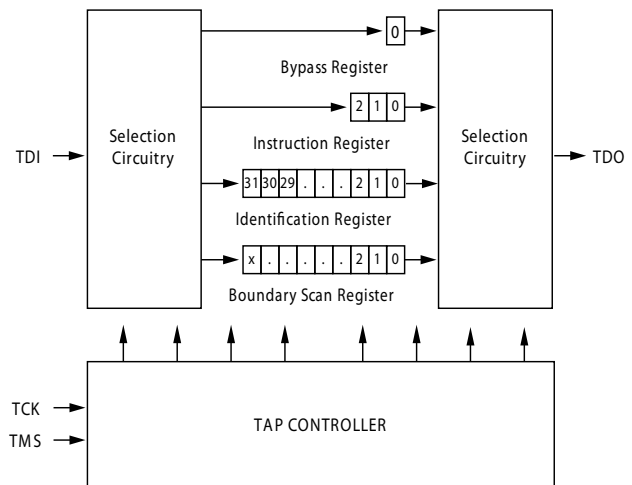 0
Bypass Register
2 1 0
Selection
Circuitry
Selection
Circuitry
TDI
TDO
Instruction Register
31 30 29 . . . 2 1 0
Identification Register
x . . . . . 2 1 0
Boundary Scan Register
TCK
TMS
TAP CONTROLLER